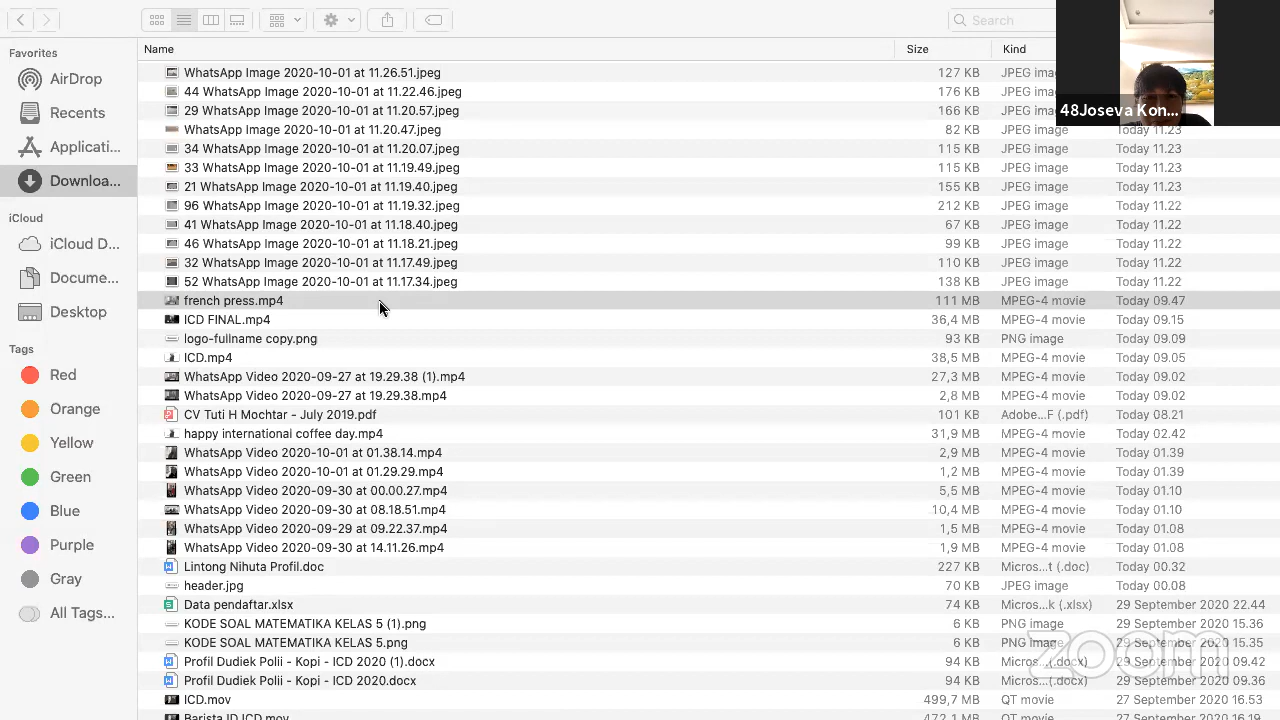 Search
Favorites
AirDrop
Recents
Applicati...
Downloa...
iCloud
iCloud D...
Docume...
Desktop
Tags
Red
Orange
Yellow
Green
Blue
Purple
Gray
All Tags...
Name Size Kind
WhatsApp Image 2020-10-01 at 11.26.51.jpeg 127 KB JPEG ima
44 WhatsApp Image 2020-10-01 at 11.22.46.jpeg 176 KB JPEG ima
29 WhatsApp Image 2020-10-01 at 11.20.57.jpeg 166 KB JPEG ima
WhatsApp Image 2020-10-01 at 11.20.47.jpeg 82 KB JPEG image Today 11.23
34 WhatsApp Image 2020-10-01 at 11.20.07.jpeg 115 KB JPEG image Today 11.23
33 WhatsApp Image 2020-10-01 at 11.19.49.jpeg 115 KB JPEG image Today 11.23
21 WhatsApp Image 2020-10-01 at 11.19.40.jpeg 155 KB JPEG image Today 11.23
96 WhatsApp Image 2020-10-01 at 11.19.32.jpeg 212 KB JPEG image Today 11.22
41 WhatsApp Image 2020-10-01 at 11.18.40.jpeg 67 KB JPEG image Today 11.22
46 WhatsApp Image 2020-10-01 at 11.18.21.jpeg 99 KB JPEG image Today 11.22
32 WhatsApp Image 2020-10-01 at 11.17.49.jpeg 110 KB JPEG image Today 11.22
52 WhatsApp Image 2020-10-01 at 11.17.34.jpeg 138 KB JPEG image Today 11.22
french press.mp4 111 MB MPEG-4 movie Today 09.47
ICD FINAL.mp4 36,4 MB MPEG-4 movie Today 09.15
logo-fullname copy.png 93 KB PNG image Today 09.09
ICD.mp4 38,5 MB MPEG-4 movie Today 09.05
WhatsApp Video 2020-09-27 at 19.29.38 (1).mp4 27,3 MB MPEG-4 movie Today 09.02
WhatsApp Video 2020-09-27 at 19.29.38.mp4 2,8 MB MPEG-4 movie Today 09.02
CV Tuti H Mochtar - July 2019.pdf 101 KB Adobe...F (.pdf) Today 08.21
happy international coffee day.mp4 31,9 MB MPEG-4 movie Today 02.42
WhatsApp Video 2020-10-01 at 01.38.14.mp4 2,9 MB MPEG-4 movie Today 01.39
WhatsApp Video 2020-10-01 at 01.29.29.mp4 1,2 MB MPEG-4 movie Today 01.39
WhatsApp Video 2020-09-30 at 00.00.27.mp4 5,5 MB MPEG-4 movie Today 01.10
WhatsApp Video 2020-09-30 at 08.18.51.mp4 10,4 MB MPEG-4 movie Today 01.10
WhatsApp Video 2020-09-29 at 09.22.37.mp4 1,5 MB MPEG-4 movie Today 01.08
WhatsApp Video 2020-09-30 at 14.11.26.mp4 1,9 MB MPEG-4 movie Today 01.08
Lintong Nihuta Profil.doc 227 KB Micros...t (.doc) Today 00.32
header.jpg 70 KB JPEG image Today 00.08
Data pendaftar.xlsx 74 KB Micros...k (.xlsx) 29 September 2020 22.44
KODE SOAL MATEMATIKA KELAS 5 (1).png 6 KB PNG image 29 September 2020 15.36
KODE SOAL MATEMATIKA KELAS 5.png 6 KB PNG image 29 September 2020 15.35
Profil Dudiek Polii - Kopi - ICD 2020 (1).docx 94 KB Micros...(.docx) 29 September 2020 09.42
Profil Dudiek Polii - Kopi - ICD 2020.docx 94 KB Micros...(.docx) 29 September 2020 09.36
ICD.mov 499,7 MB QT movie 27 September 2020 16.53
Barista ID ICD.mov 472,1 MB QT movie 27 September 2020 16.19
48Joseva Kon...
zoom